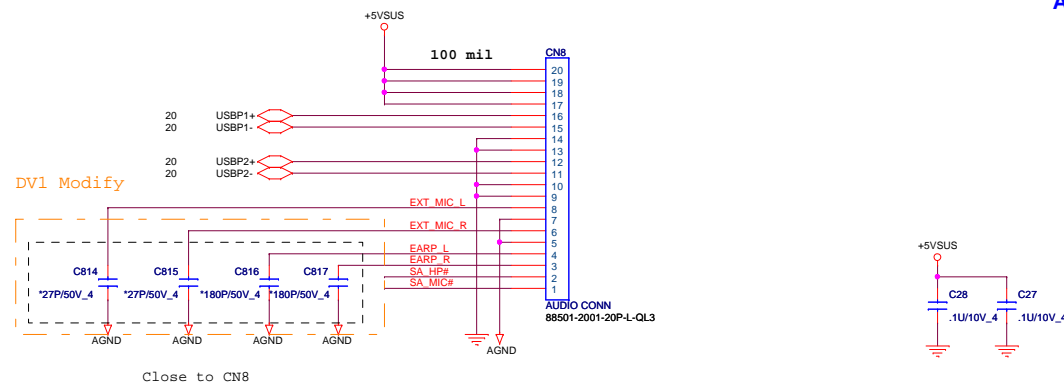 A
+5VSUS
100 mil
CN8
20
19
18
17
20 USBP1+ 16
20 USBP1- 15
14
13
20 USBP2+ 12
20 USBP2- 11
10
9
DV1 Modify
EXT_MIC_L 8
7
EXT_MIC_R 6
5
EARP_L 4
EARP_R 3
SA_HP# 2
SA_MIC# 1
C814 C815 C816 C817
*27P/50V_4 *27P/50V_4 *180P/50V_4 *180P/50V_4
AUDIO CONN
88501-2001-20P-L-QL3
AGND AGND AGND AGND
AGND
Close to CN8
+5VSUS
C28 C27
.1U/10V_4 .1U/10V_4